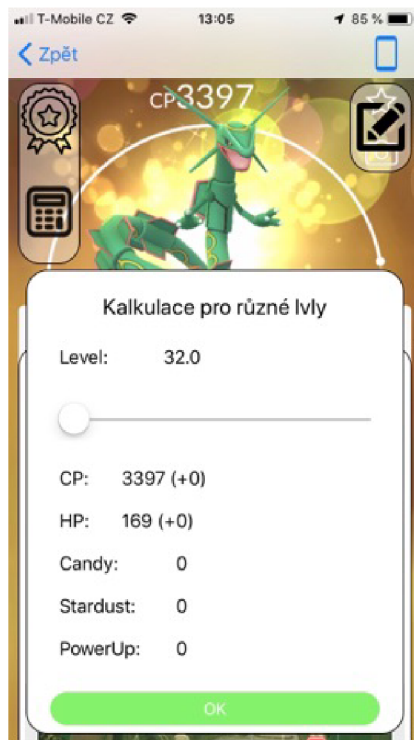 T-Mobile CZ 13:05 85 %
Zpět
CP3397
Kalkulace pro různé lvly
Level: 32.0
CP: 3397 (+0)
HP: 169 (+0)
Candy: 0
Stardust: 0
PowerUp: 0
OK